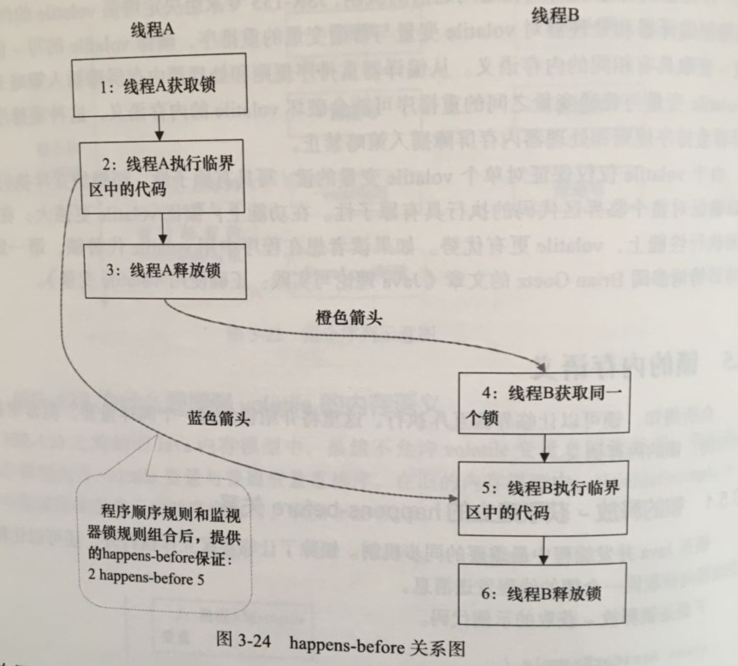 线程A
线程B
1：线程A获取锁
2：线程A执行临界
区中的代码
3：线程A释放锁
橙色箭头
4：线程B获取同一
个锁
蓝色箭头
5：线程B执行临界
区中的代码
程序顺序规则和监视
器锁规则组合后，提供
的happens-before保证：
2 happens-before 5
6：线程B释放锁
图 3-24 happens-before 关系图